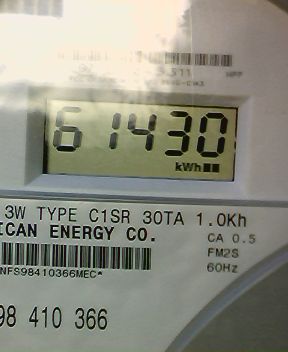 61430
kWh
3W TYPE C1SR 30TA 1.0Kh
ICAN ENERGY CO.
CA 0.5
FM2S
60Hz
NFS98410366MEC*
98 410 366